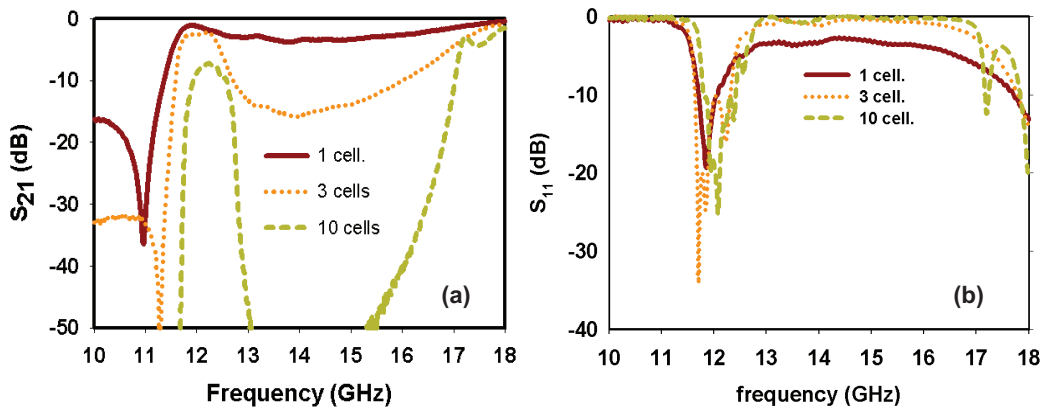 0
-10
-20
-30
-40
-50
S21 (dB)
1 cell.
3 cells
10 cells
(a)
10 11 12 13 14 15 16 17 18
Frequency (GHz)
0
-10
-20
-30
-40
S11 (dB)
1 cell.
3 cell.
10 cell.
(b)
10 11 12 13 14 15 16 17 18
frequency (GHz)